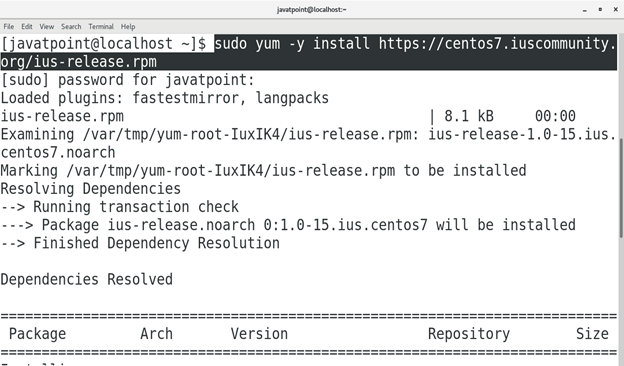 javatpoint@localhost:~
File Edit View Search Terminal Help
[javatpoint@localhost ~]$ sudo yum -y install https://centos7.iuscommunity.
org/ius-release.rpm
[sudo] password for javatpoint:
Loaded plugins: fastestmirror, langpacks
ius-release.rpm | 8.1 kB 00:00
Examining /var/tmp/yum-root-IuxIK4/ius-release.rpm: ius-release-1.0-15.ius.
centos7.noarch
Marking /var/tmp/yum-root-IuxIK4/ius-release.rpm to be installed
Resolving Dependencies
--> Running transaction check
---> Package ius-release.noarch 0:1.0-15.ius.centos7 will be installed
--> Finished Dependency Resolution
Dependencies Resolved
===========================================================================
Package Arch Version Repository Size
===========================================================================